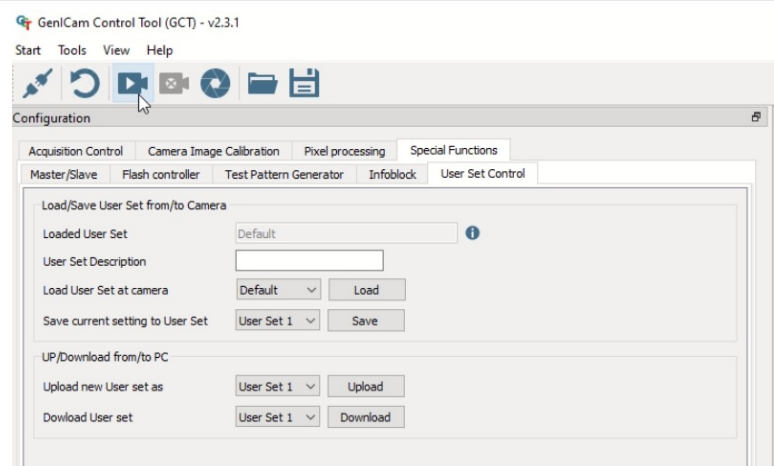 GenICam Control Tool (GCT) - v2.3.1
Start Tools View Help
Configuration
Acquisition Control Camera Image Calibration Pixel processing Special Functions
Master/Slave Flash controller Test Pattern Generator Infoblock User Set Control
Load/Save User Set from/to Camera
Loaded User Set Default
User Set Description
Load User Set at camera Default Load
Save current setting to User Set User Set 1 Save
UP/Download from/to PC
Upload new User set as User Set 1 Upload
Dowload User set User Set 1 Download